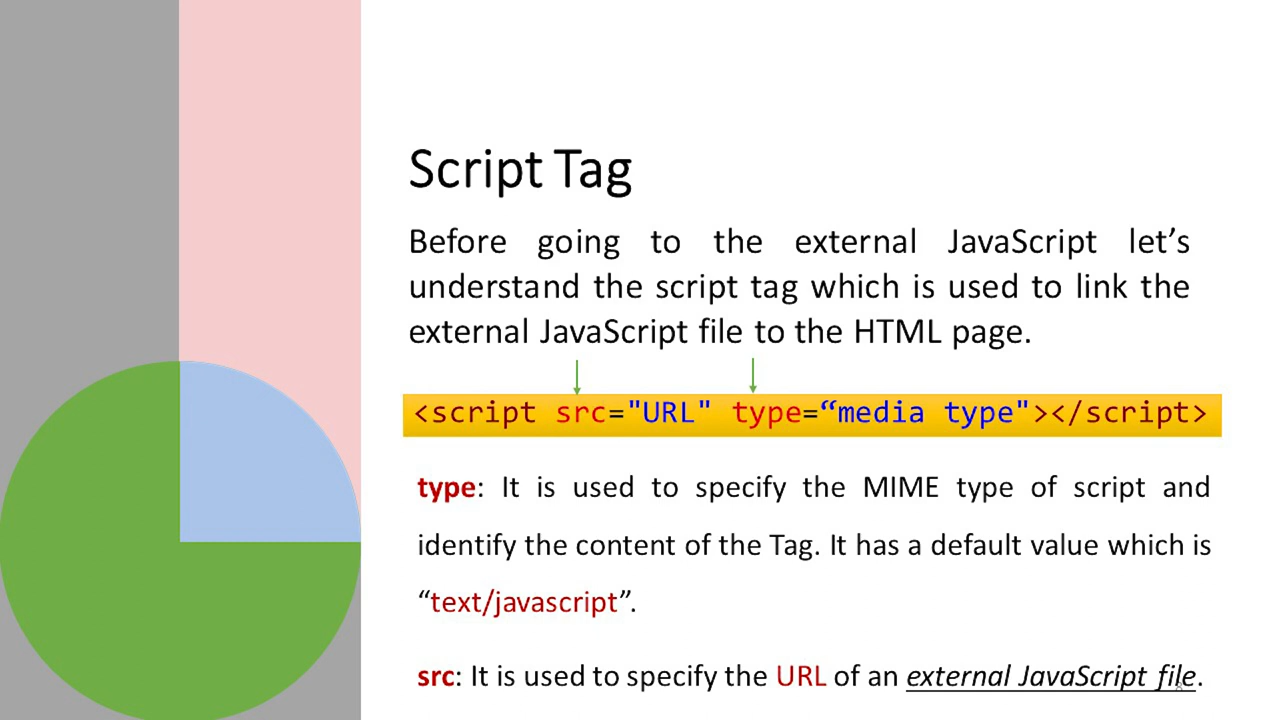 Script Tag
Before going to the external JavaScript let’s
understand the script tag which is used to link the
external JavaScript file to the HTML page.
<script src="URL" type=“media type"></script>
type: It is used to specify the MIME type of script and
identify the content of the Tag. It has a default value which is
“text/javascript”.
src: It is used to specify the URL of an external JavaScript file.